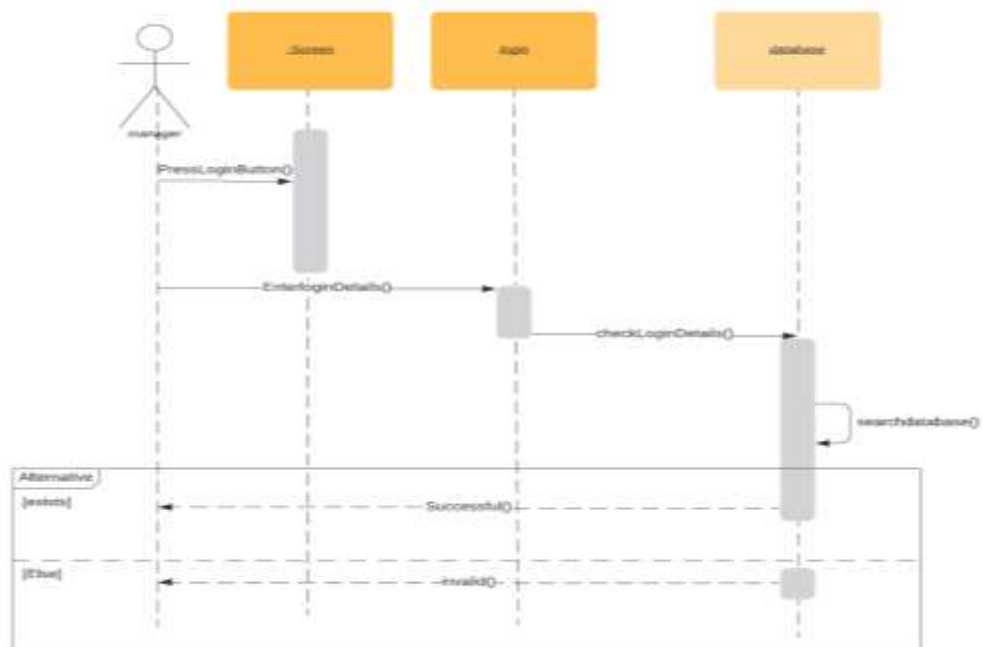 :Screen
:login
:database
:manager
PressLoginButton()
EnterloginDetails()
checkLoginDetails()
searchdatabase()
Alternative
[exists]
Successful()
[Else]
invalid()